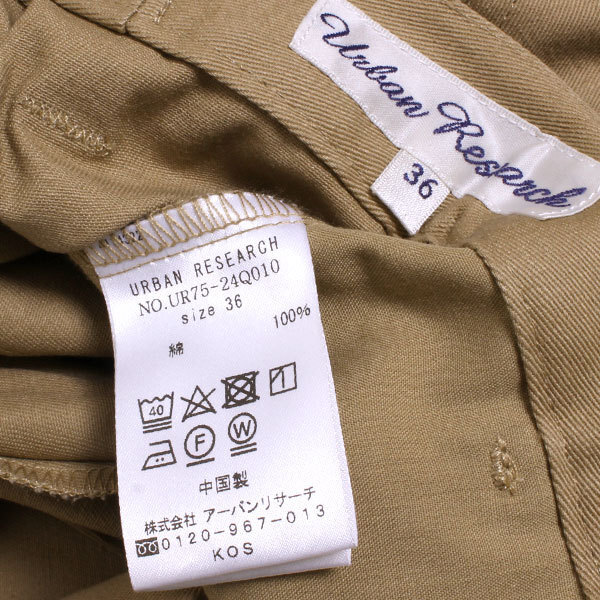 Urban Research
36
URBAN RESEARCH
NO.UR75-24Q010
size 36
100%
綿
40
F W
中国製
株式会社 アーバンリサーチ
0120-967-013
KOS